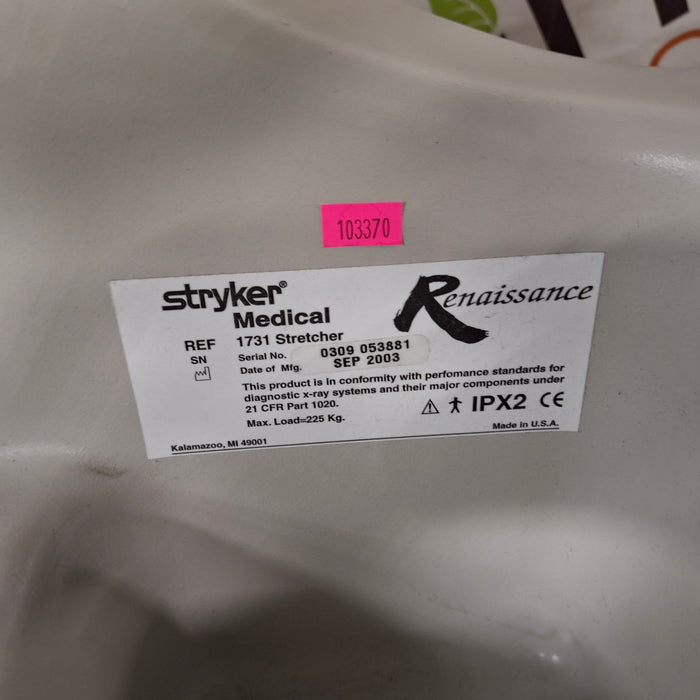 103370
stryker®
Medical
Renaissance
REF 1731 Stretcher
SN Serial No. 0309 053881
Date of Mfg. SEP 2003
This product is in conformity with perfomance standards for
diagnostic x-ray systems and their major components under
21 CFR Part 1020.
Max. Load=225 Kg.
IPX2 CE
Kalamazoo, MI 49001
Made in U.S.A.